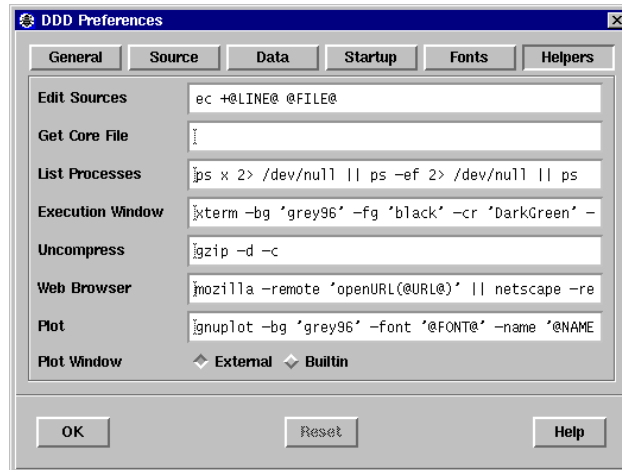 DDD Preferences
General Source Data Startup Fonts Helpers
Edit Sources ec +@LINE@ @FILE@
Get Core File
List Processes ps x 2> /dev/null || ps -ef 2> /dev/null || ps
Execution Window xterm -bg 'grey96' -fg 'black' -cr 'DarkGreen' -
Uncompress gzip -d -c
Web Browser mozilla -remote 'openURL(@URL@)' || netscape -re
Plot gnuplot -bg 'grey96' -font '@FONT@' -name '@NAME
Plot Window External Builtin
OK Reset Help